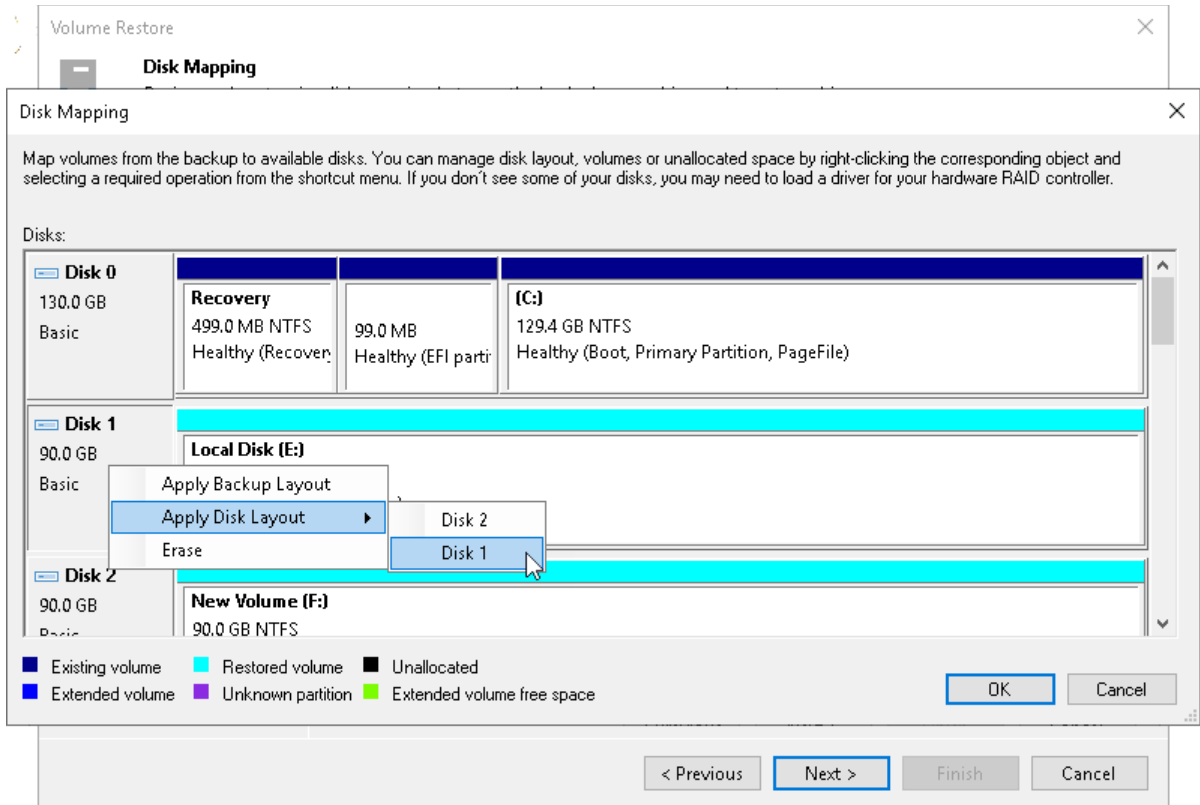 Volume Restore
Disk Mapping
Disk Mapping
Map volumes from the backup to available disks. You can manage disk layout, volumes or unallocated space by right-clicking the corresponding object and
selecting a required operation from the shortcut menu. If you don´t see some of your disks, you may need to load a driver for your hardware RAID controller.
Disks:
Disk 0
130.0 GB
Basic
Recovery
499.0 MB NTFS
Healthy (Recovery
99.0 MB
Healthy (EFI parti
(C:)
129.4 GB NTFS
Healthy (Boot, Primary Partition, PageFile)
Disk 1
90.0 GB
Basic
Local Disk (E:)
Apply Backup Layout
Apply Disk Layout
Erase
Disk 2
Disk 1
Disk 2
90.0 GB
Basic
New Volume (F:)
90.0 GB NTFS
Existing volume
Restored volume
Unallocated
Extended volume
Unknown partition
Extended volume free space
OK
Cancel
< Previous
Next >
Finish
Cancel